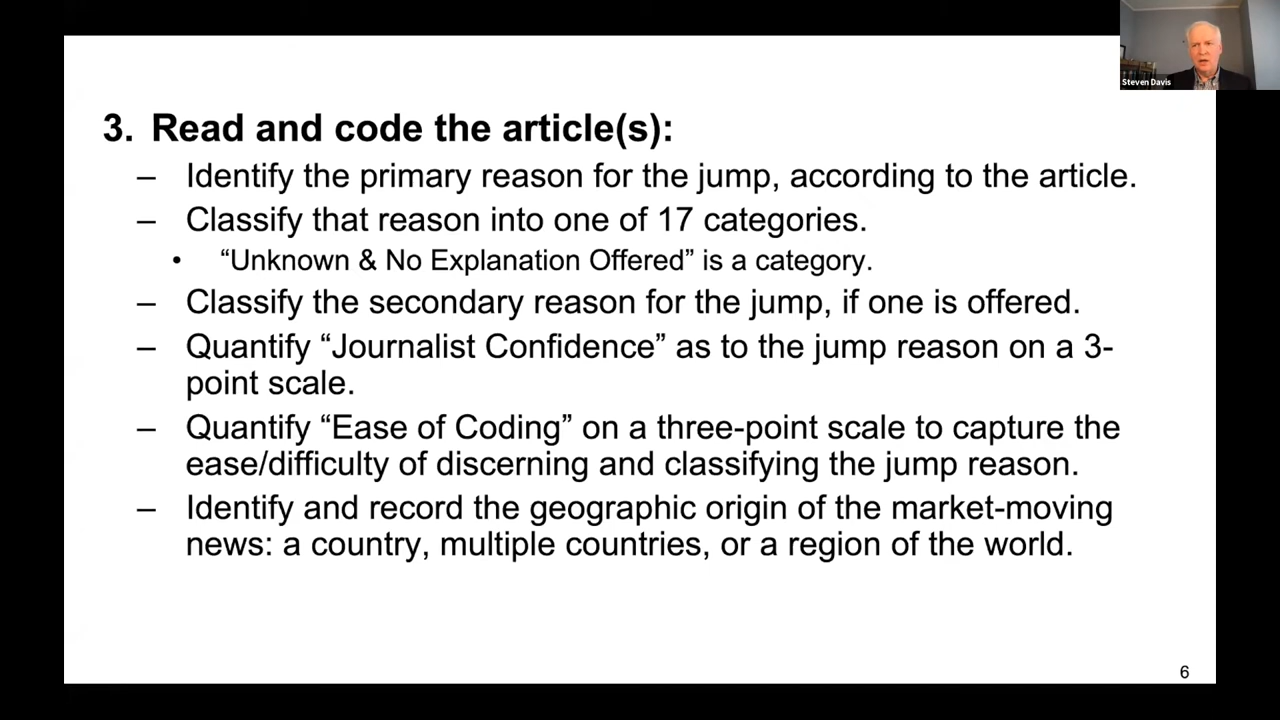 Steven Davis
3. Read and code the article(s):
– Identify the primary reason for the jump, according to the article.
– Classify that reason into one of 17 categories.
• “Unknown & No Explanation Offered” is a category.
– Classify the secondary reason for the jump, if one is offered.
– Quantify “Journalist Confidence” as to the jump reason on a 3-
point scale.
– Quantify “Ease of Coding” on a three-point scale to capture the
ease/difficulty of discerning and classifying the jump reason.
– Identify and record the geographic origin of the market-moving
news: a country, multiple countries, or a region of the world.
6